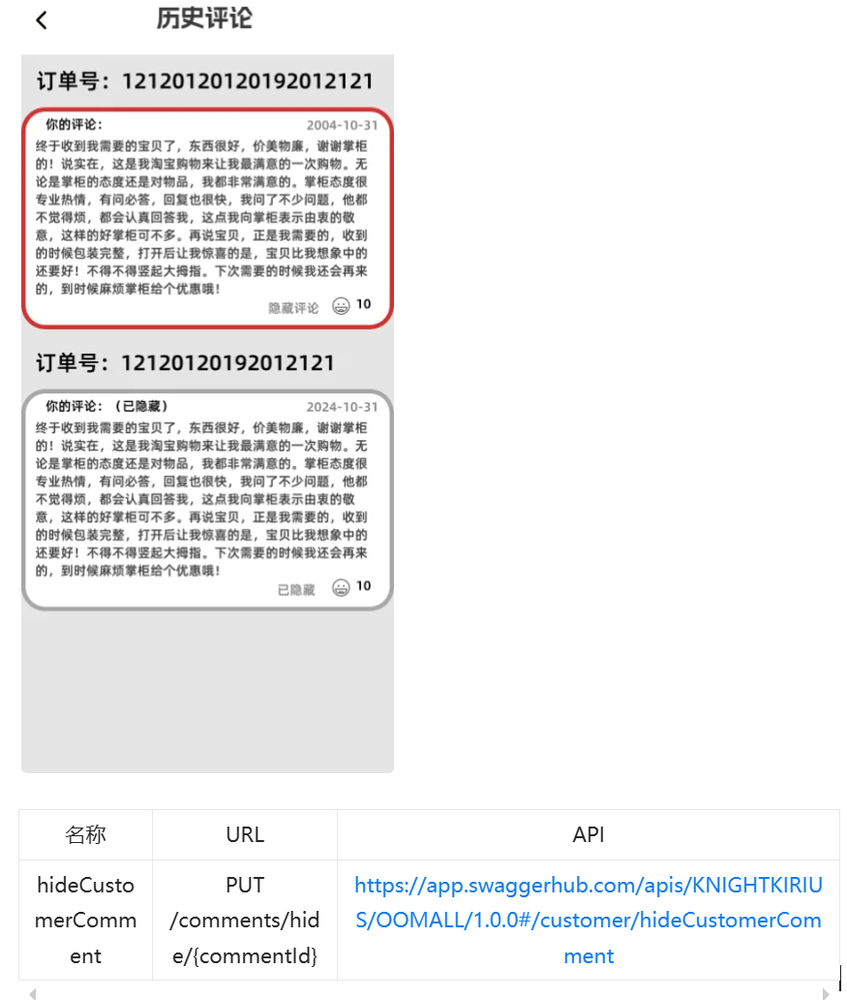 历史评论
订单号：12120120120192012121
你的评论：
2004-10-31
终于收到我需要的宝贝了，东西很好，价美物廉，谢谢掌柜
的！说实在，这是我淘宝购物来让我最满意的一次购物。无
论是掌柜的态度还是对物品，我都非常满意的。掌柜态度很
专业热情，有问必答，回复也很快，我问了不少问题，他都
不觉得烦，都会认真回答我，这点我向掌柜表示由衷的敬
意，这样的好掌柜可不多。再说宝贝，正是我需要的，收到
的时候包装完整，打开后让我惊喜的是，宝贝比我想象中的
还要好！不得不得竖起大拇指。下次需要的时候我还会再来
的，到时候麻烦掌柜给个优惠哦！
隐藏评论 10
订单号：12120120192012121
你的评论：（已隐藏）
2024-10-31
终于收到我需要的宝贝了，东西很好，价美物廉，谢谢掌柜
的！说实在，这是我淘宝购物来让我最满意的一次购物。无
论是掌柜的态度还是对物品，我都非常满意的。掌柜态度很
专业热情，有问必答，回复也很快，我问了不少问题，他都
不觉得烦，都会认真回答我，这点我向掌柜表示由衷的敬
意，这样的好掌柜可不多。再说宝贝，正是我需要的，收到
的时候包装完整，打开后让我惊喜的是，宝贝比我想象中的
还要好！不得不得竖起大拇指。下次需要的时候我还会再来
的，到时候麻烦掌柜给个优惠哦！
已隐藏 10
名称
URL
API
hideCusto
merComm
ent
PUT
/comments/hid
e/{commentId}
https://app.swaggerhub.com/apis/KNIGHTKIRIU
S/OOMALL/1.0.0#/customer/hideCustomerCom
ment